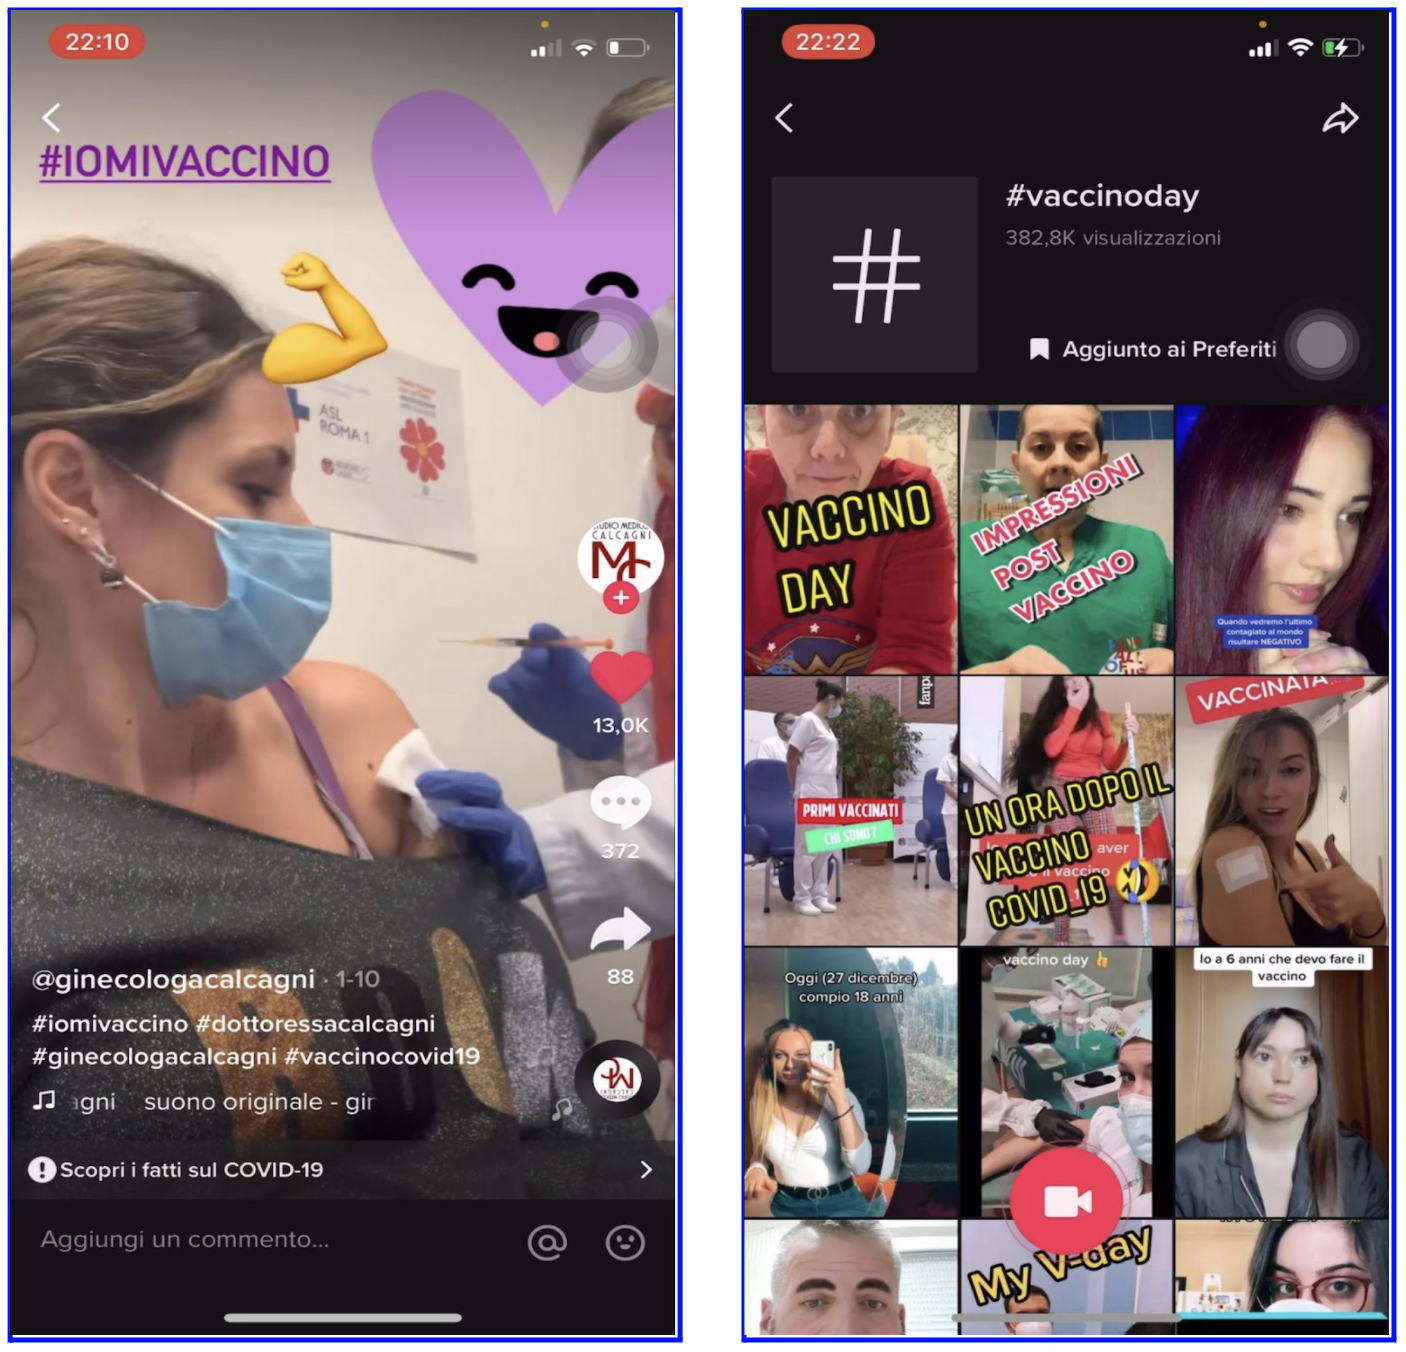 22:10
#IOMIVACCINO
ASL
ROMA 1
STUDIO MEDICO
CALCAGNI
13,0K
372
88
@ginecologacalcagni · 1-10
#iomivaccino #dottoressacalcagni
#ginecologacalcagni #vaccinocovid19
agni suono originale - gin
Scopri i fatti sul COVID-19
Aggiungi un commento...
22:22
#vaccinoday
382,8K visualizzazioni
Aggiunto ai Preferiti
VACCINO
DAY
IMPRESSIONI
POST
VACCINO
Quando vedremo l'ultimo
contagiato al mondo
risultare NEGATIVO
fanpa
PRIMI VACCINATI
CHI SONO?
UN ORA DOPO IL
VACCINO
COVID_19
aver
vaccino
VACCINATA
Oggi (27 dicembre)
compio 18 anni
vaccino day
Io a 6 anni che devo fare il
vaccino
My V-day